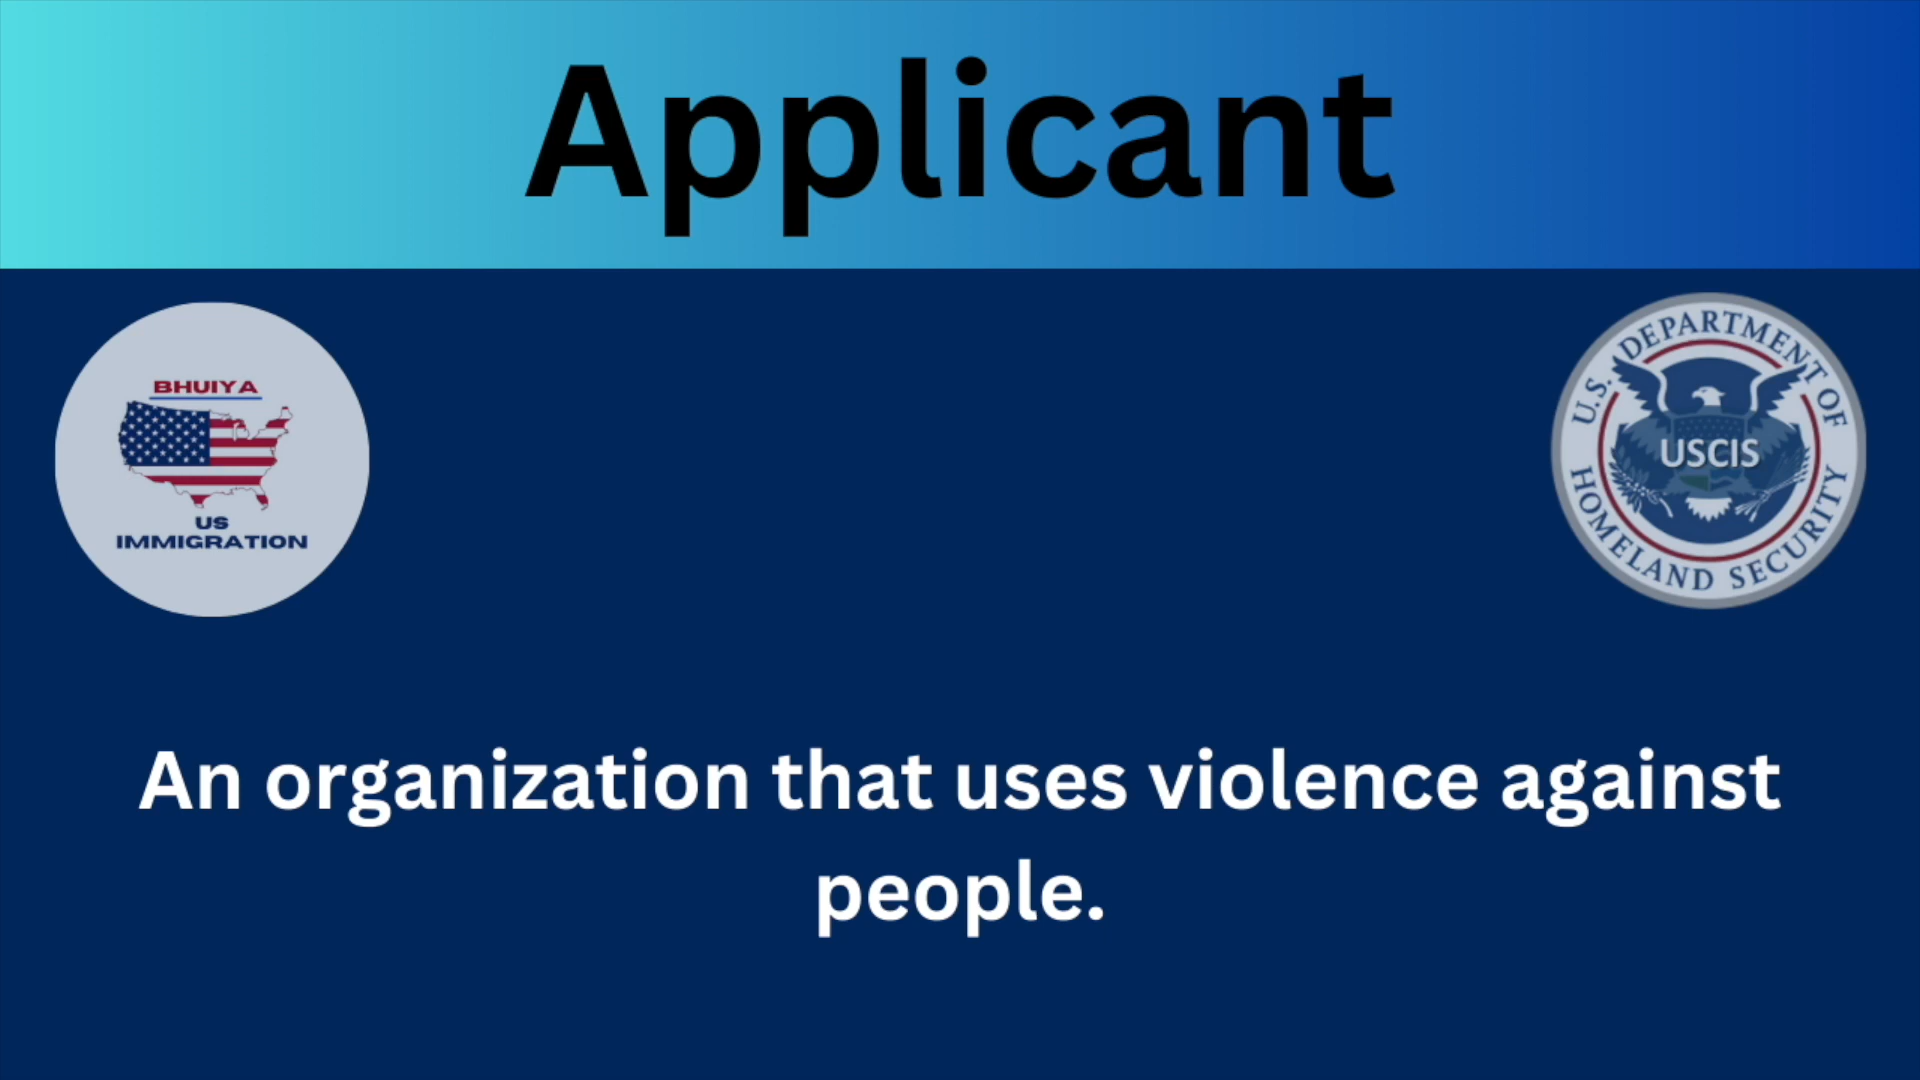 Applicant
BHUIYA
US
IMMIGRATION
U.S. DEPARTMENT OF
USCIS
HOMELAND SECURITY
An organization that uses violence against
people.